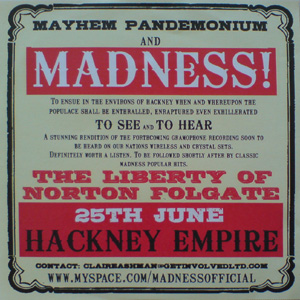 MAYHEM PANDEMONIUM
AND
MADNESS!
TO ENSUE IN THE ENVIRONS OF HACKNEY WHEN AND WHEREUPON THE
POPULACE SHALL BE ENTERALLED, ENRAPTURED EVEN EXHILLERATED
TO SEE AND TO HEAR
A STUNNING RENDITION OF THE FORTHCOMING GRAMOPHONE RECORDING SOON TO
BE HEARD ON OUR NATIONS WIRELESS AND CRYSTAL SETS.
DEFINITELY WORTH A LISTEN. TO BE FOLLOWED SHORTLY AFTER BY CLASSIC
MADNESS POPULAR HITS.
THE LIBERTY OF
NORTON FOLGATE
25TH JUNE
HACKNEY EMPIRE
CONTACT: CLAIREASHMAN@GETINVOLVEDLTD.COM
WWW.MYSPACE.COM/MADNESSOFFICIAL